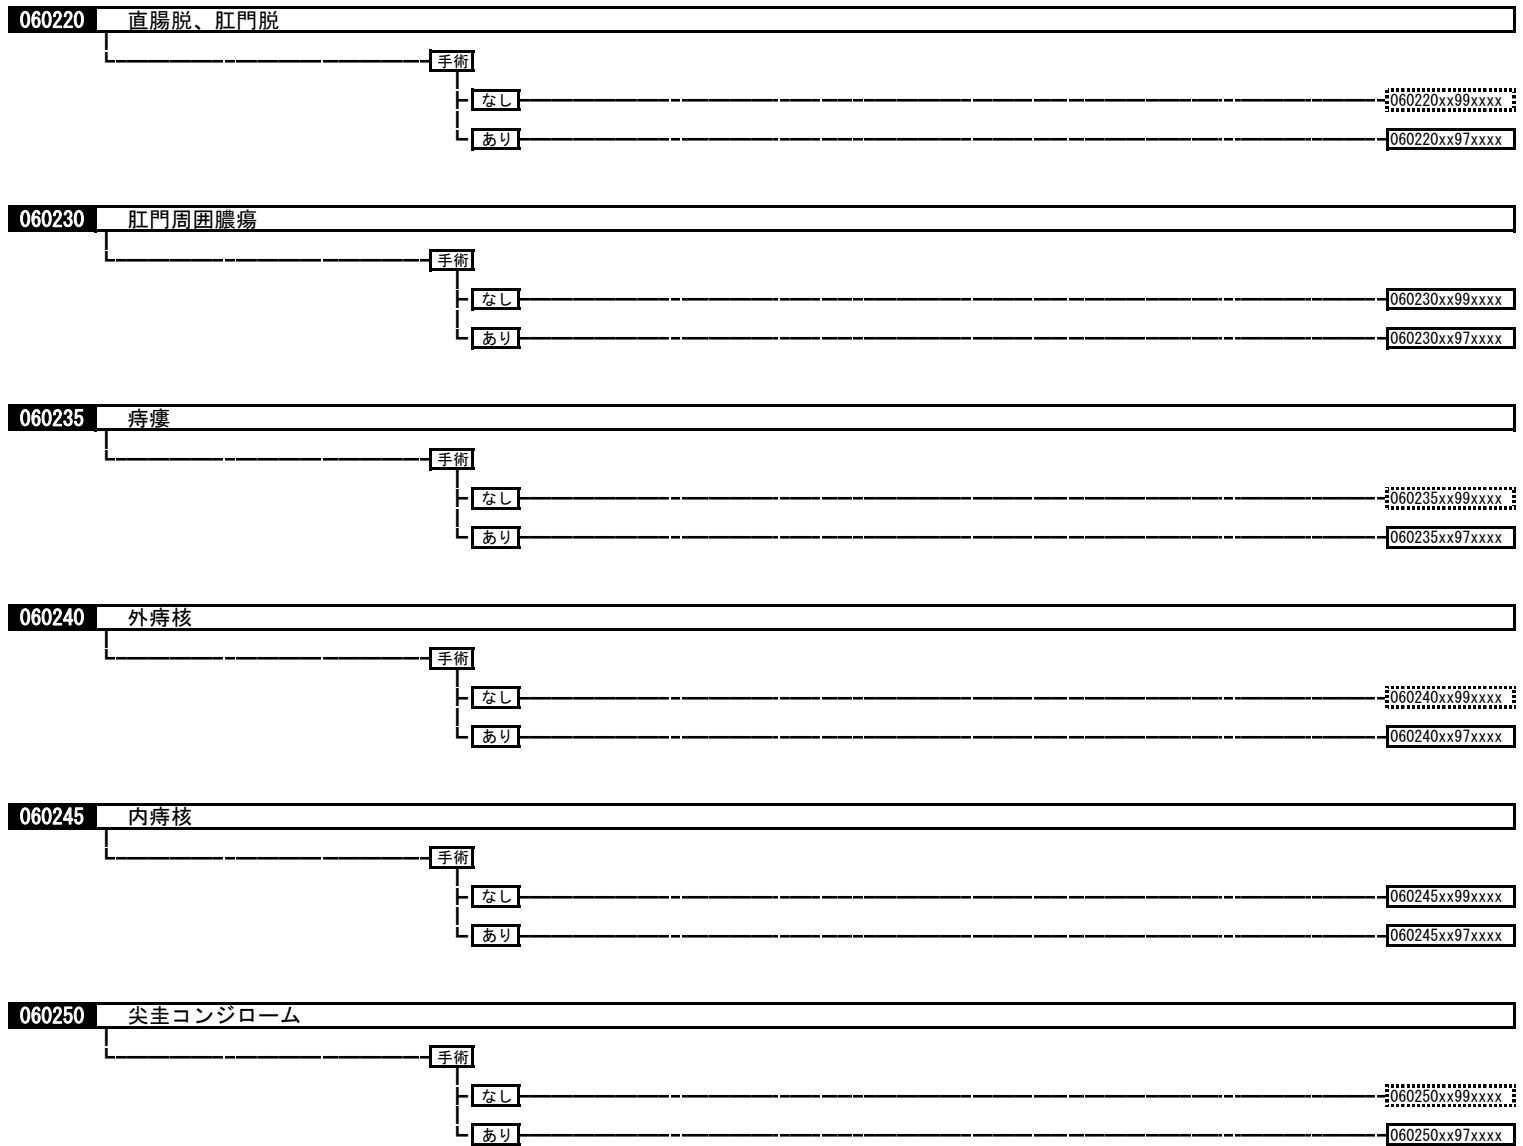 060220 直腸脱、肛門脱
手術
なし 060220xx99xxxx
あり 060220xx97xxxx
060230 肛門周囲膿瘍
手術
なし 060230xx99xxxx
あり 060230xx97xxxx
060235 痔瘻
手術
なし 060235xx99xxxx
あり 060235xx97xxxx
060240 外痔核
手術
なし 060240xx99xxxx
あり 060240xx97xxxx
060245 内痔核
手術
なし 060245xx99xxxx
あり 060245xx97xxxx
060250 尖圭コンジローム
手術
なし 060250xx99xxxx
あり 060250xx97xxxx